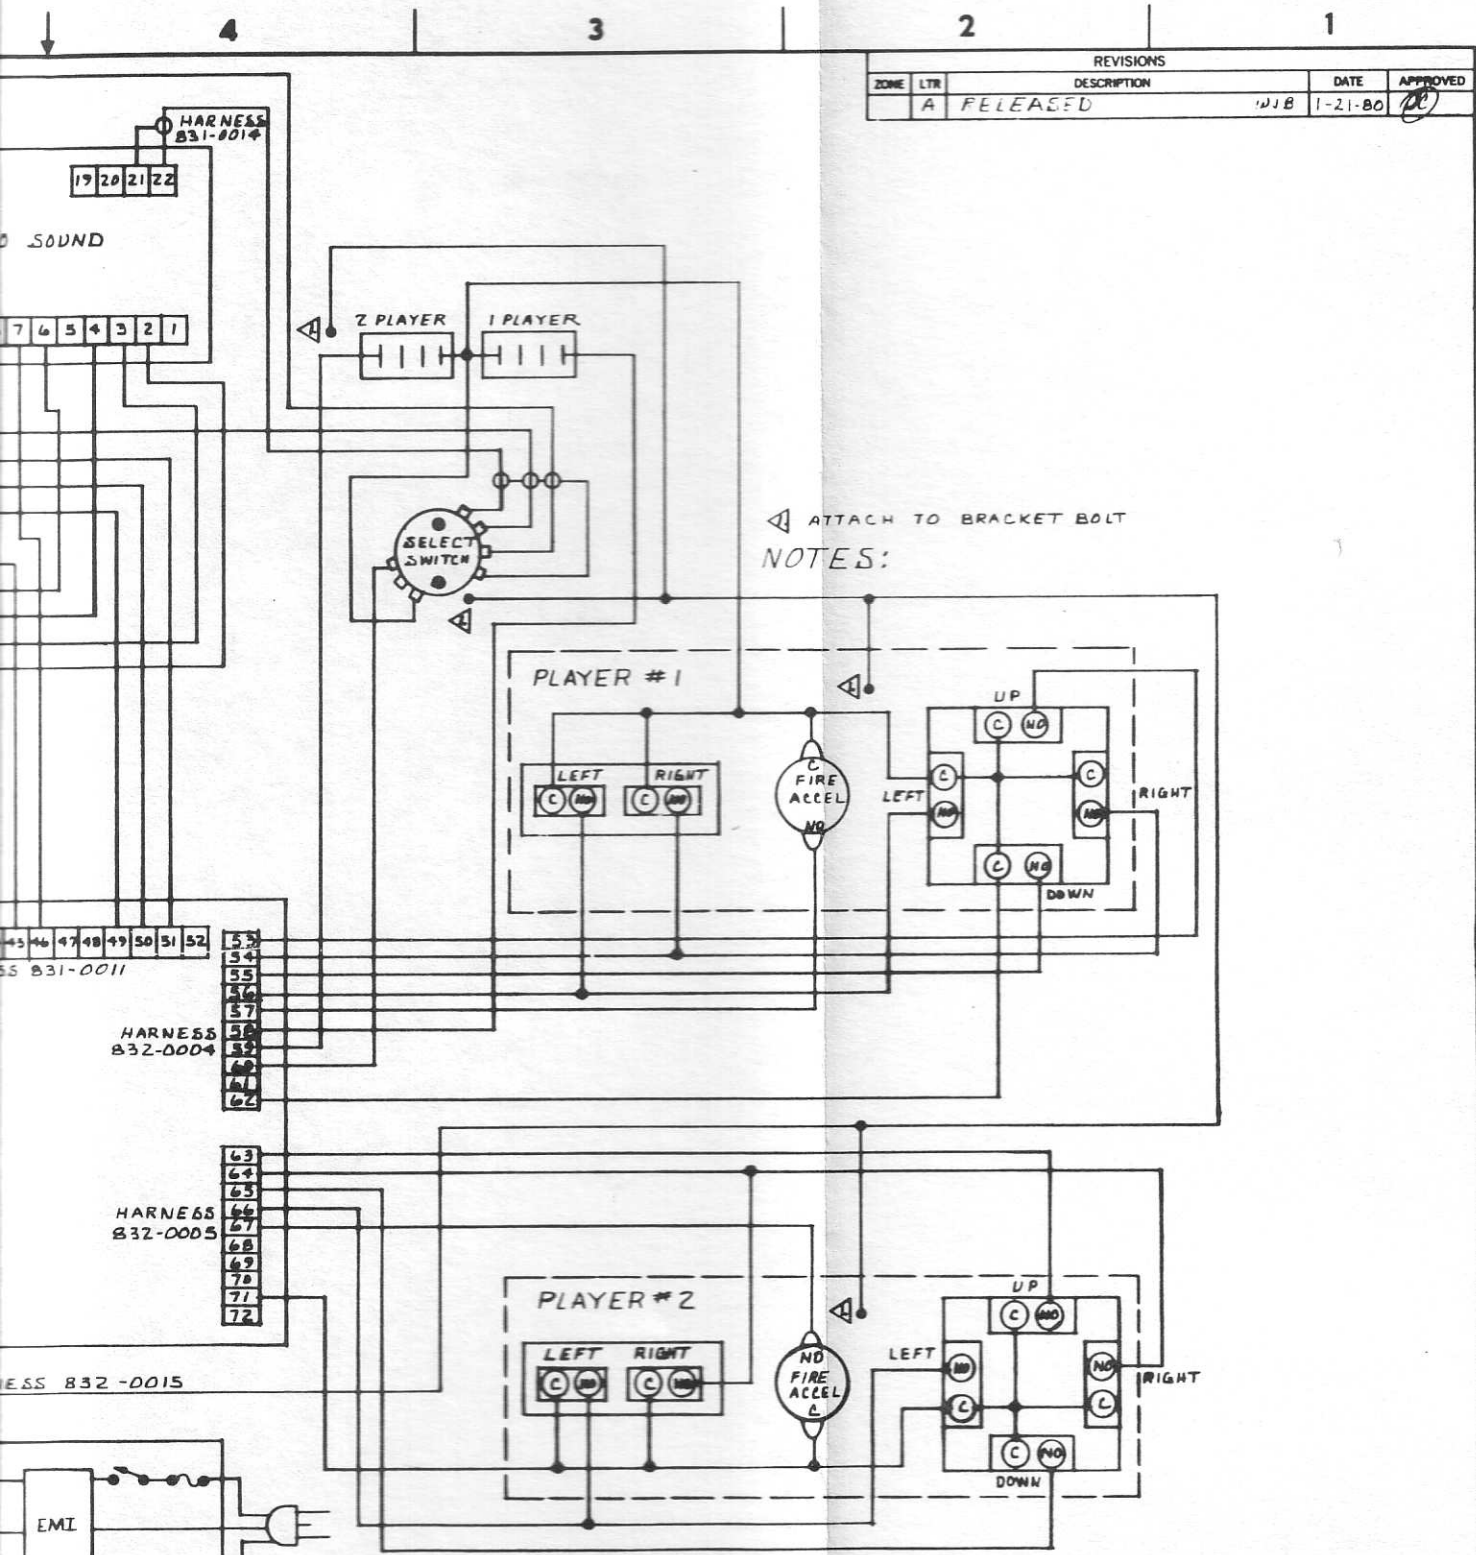 4 3 2 1
REVISIONS
ZONE LTR DESCRIPTION DATE APPROVED
A RELEASED WJB 1-21-80
HARNESS
831-0014
19 20 21 22
SOUND
2 PLAYER 1 PLAYER
7 6 5 4 3 2 1
1 ATTACH TO BRACKET BOLT
NOTES:
SELECT
SWITCH
PLAYER #1
UP
C NO
LEFT RIGHT
C NO C NO
C
FIRE
ACCEL
NO
LEFT
C
NO
C
NO
RIGHT
C NO
DOWN
45 46 47 48 49 50 51 52
SS 831-0011
53
54
55
56
57
58
59
60
61
62
HARNESS
832-0004
63
64
65
66
67
68
69
70
71
72
HARNESS
832-0005
PLAYER #2
UP
C NO
LEFT RIGHT
C NO C NO
NO
FIRE
ACCEL
C
LEFT
NO
C
NO
C
RIGHT
C NO
DOWN
ESS 832-0015
EMI